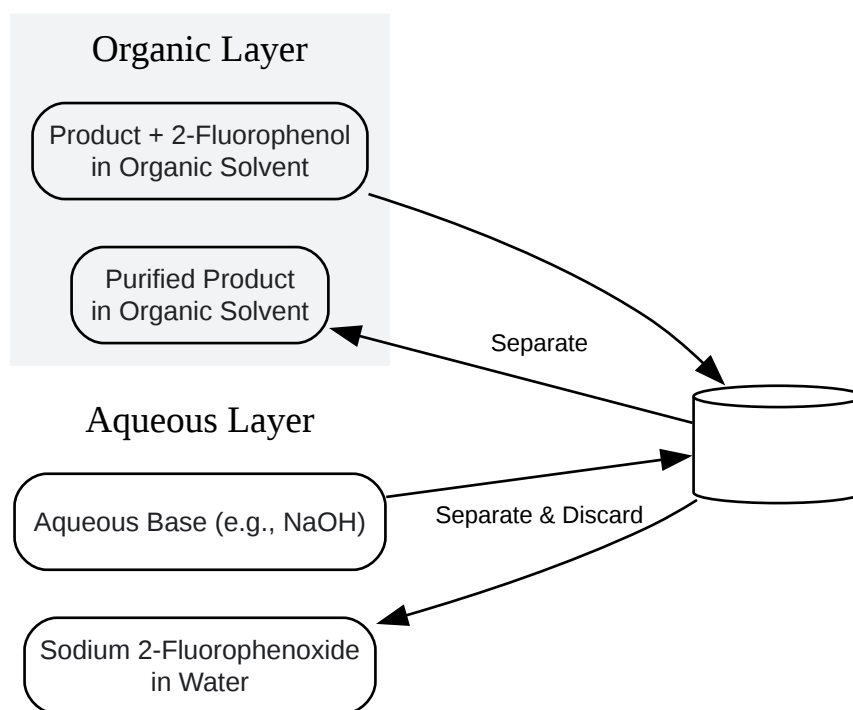 Organic Layer
Product + 2-Fluorophenol
in Organic Solvent
Purified Product
in Organic Solvent
Separate
Aqueous Layer
Aqueous Base (e.g., NaOH)
Separate & Discard
Sodium 2-Fluorophenoxide
in Water